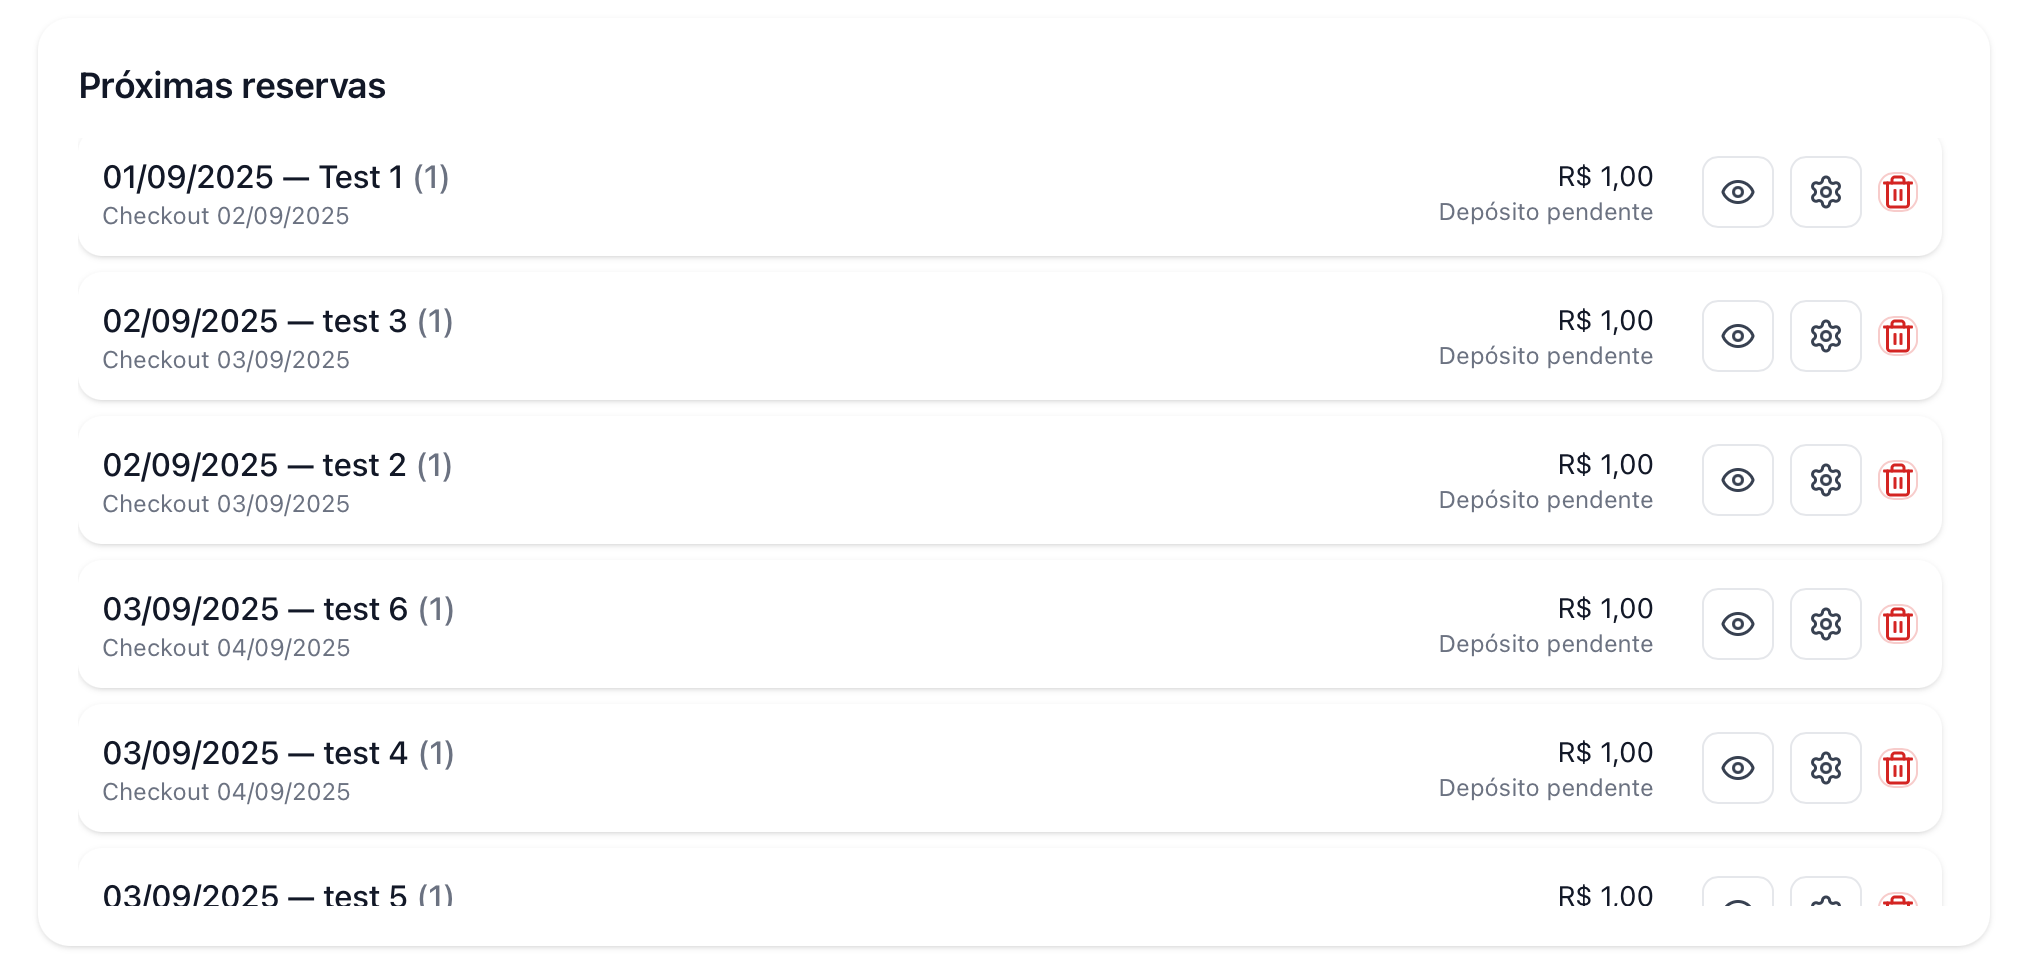 Próximas reservas
01/09/2025 — Test 1 (1)
R$ 1,00
Checkout 02/09/2025
Depósito pendente
02/09/2025 — test 3 (1)
R$ 1,00
Checkout 03/09/2025
Depósito pendente
02/09/2025 — test 2 (1)
R$ 1,00
Checkout 03/09/2025
Depósito pendente
03/09/2025 — test 6 (1)
R$ 1,00
Checkout 04/09/2025
Depósito pendente
03/09/2025 — test 4 (1)
R$ 1,00
Checkout 04/09/2025
Depósito pendente
03/09/2025 — test 5 (1)
R$ 1,00